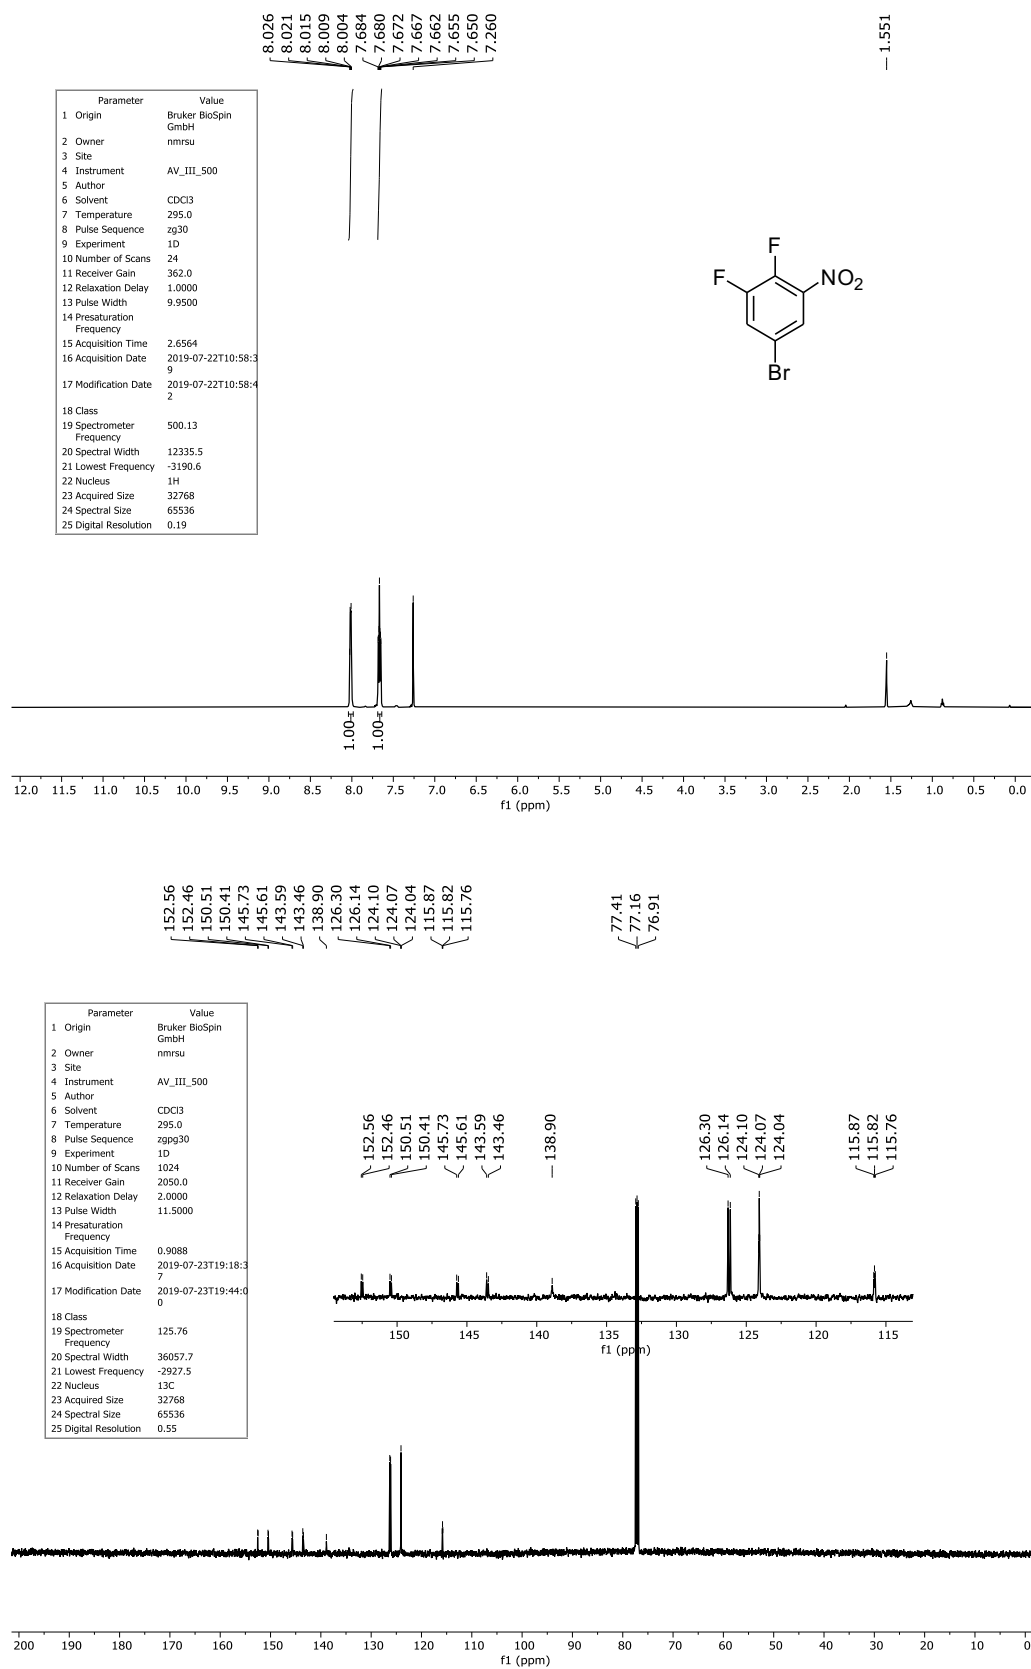 8.026
8.021
8.015
8.009
8.004
7.684
7.680
7.672
7.667
7.662
7.655
7.650
7.260
1.551
Parameter Value
1 Origin Bruker BioSpin
GmbH
2 Owner nmrsu
3 Site
4 Instrument AV_III_500
5 Author
6 Solvent CDCl3
7 Temperature 295.0
8 Pulse Sequence zg30
9 Experiment 1D
10 Number of Scans 24
11 Receiver Gain 362.0
12 Relaxation Delay 1.0000
13 Pulse Width 9.9500
14 Presaturation
Frequency
15 Acquisition Time 2.6564
16 Acquisition Date 2019-07-22T10:58:3
9
17 Modification Date 2019-07-22T10:58:4
2
18 Class
19 Spectrometer 500.13
Frequency
20 Spectral Width 12335.5
21 Lowest Frequency -3190.6
22 Nucleus 1H
23 Acquired Size 32768
24 Spectral Size 65536
25 Digital Resolution 0.19
F
F NO2
Br
1.00
1.00
12.0 11.5 11.0 10.5 10.0 9.5 9.0 8.5 8.0 7.5 7.0 6.5 6.0 5.5 5.0 4.5 4.0 3.5 3.0 2.5 2.0 1.5 1.0 0.5 0.0
f1 (ppm)
152.56
152.46
150.51
150.41
145.73
145.61
143.59
143.46
138.90
126.30
126.14
124.10
124.07
124.04
115.87
115.82
115.76
77.41
77.16
76.91
Parameter Value
1 Origin Bruker BioSpin
GmbH
2 Owner nmrsu
3 Site
4 Instrument AV_III_500
5 Author
6 Solvent CDCl3
7 Temperature 295.0
8 Pulse Sequence zgpg30
9 Experiment 1D
10 Number of Scans 1024
11 Receiver Gain 2050.0
12 Relaxation Delay 2.0000
13 Pulse Width 11.5000
14 Presaturation
Frequency
15 Acquisition Time 0.9088
16 Acquisition Date 2019-07-23T19:18:3
7
17 Modification Date 2019-07-23T19:44:0
0
18 Class
19 Spectrometer 125.76
Frequency
20 Spectral Width 36057.7
21 Lowest Frequency -2927.5
22 Nucleus 13C
23 Acquired Size 32768
24 Spectral Size 65536
25 Digital Resolution 0.55
152.56
152.46
150.51
150.41
145.73
145.61
143.59
143.46
138.90
126.30
126.14
124.10
124.07
124.04
115.87
115.82
115.76
150 145 140 135 130 125 120 115
f1 (ppm)
200 190 180 170 160 150 140 130 120 110 100 90 80 70 60 50 40 30 20 10 0
f1 (ppm)